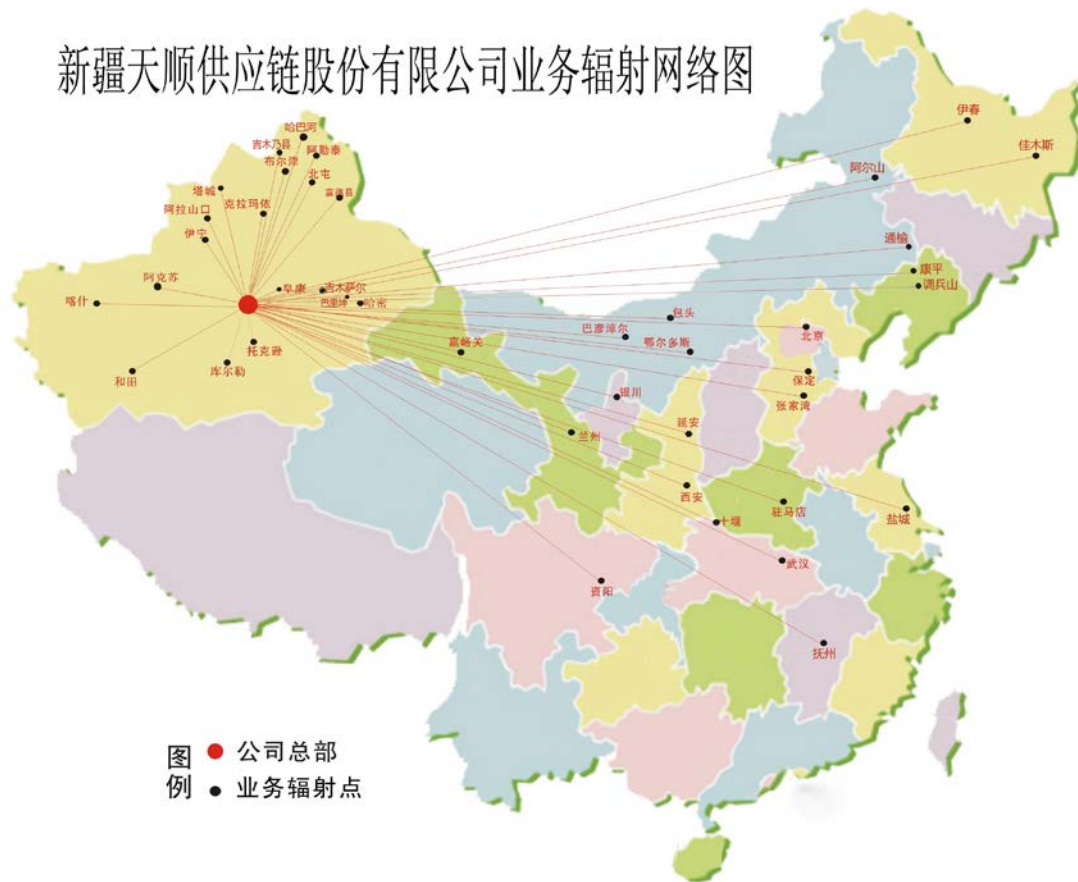 新疆天顺供应链股份有限公司业务辐射网络图
哈巴河
吉木乃县
阿勒泰
布尔津
北屯
塔城
富蕴县
克拉玛依
阿拉山口
伊宁
阿克苏
喀什
阜康
吉木萨尔
巴里坤
哈密
托克逊
库尔勒
和田
伊春
佳木斯
阿尔山
通榆
康平
调兵山
包头
巴彦淖尔
鄂尔多斯
北京
嘉峪关
保定
张家湾
银川
兰州
延安
西安
十堰
驻马店
盐城
武汉
资阳
抚州
图例
公司总部
业务辐射点